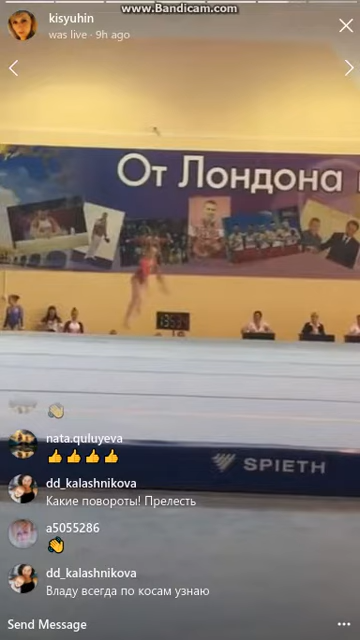 www.Bandicam.com
kisyuhin
was live · 9h ago
От Лондона
SPIETH
nata.quluyeva
👍👍👍👍
dd_kalashnikova
Какие повороты! Прелесть
a5055286
👏
dd_kalashnikova
Владу всегда по косам узнаю
Send Message